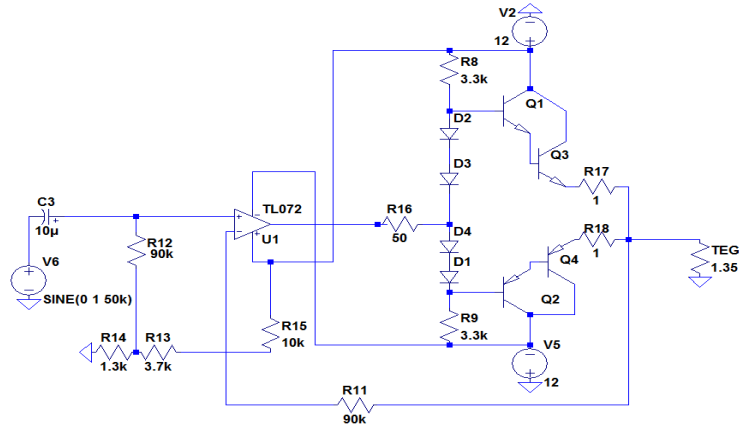 V2
12
R8
3.3k
Q1
D2
Q3
D3
R17
1
C3
10µ
TL072
U1
R16
50
D4
R18
1
R12
90k
TEG
1.35
V6
SINE(0 1 50k)
D1
Q4
Q2
R15
10k
R9
3.3k
R14
1.3k
R13
3.7k
V5
12
R11
90k